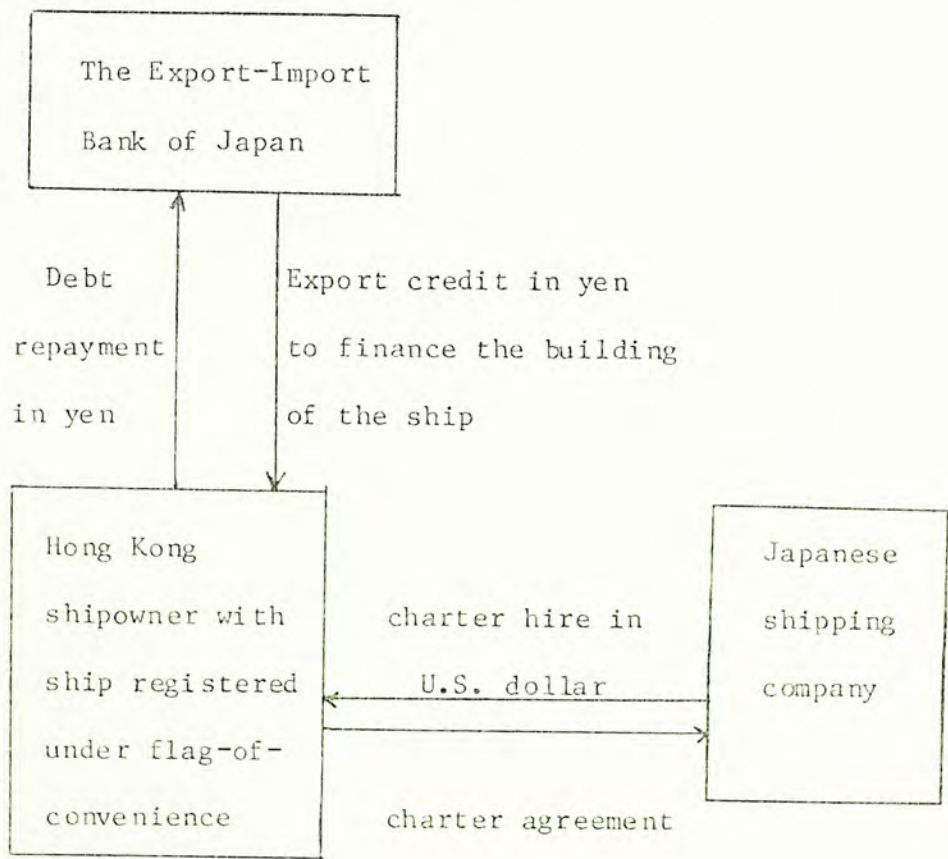 The Export-Import
Bank of Japan
Debt
repayment
in yen
Export credit in yen
to finance the building
of the ship
Hong Kong
shipowner with
ship registered
under flag-of-
convenience
charter hire in
U.S. dollar
charter agreement
Japanese
shipping
company